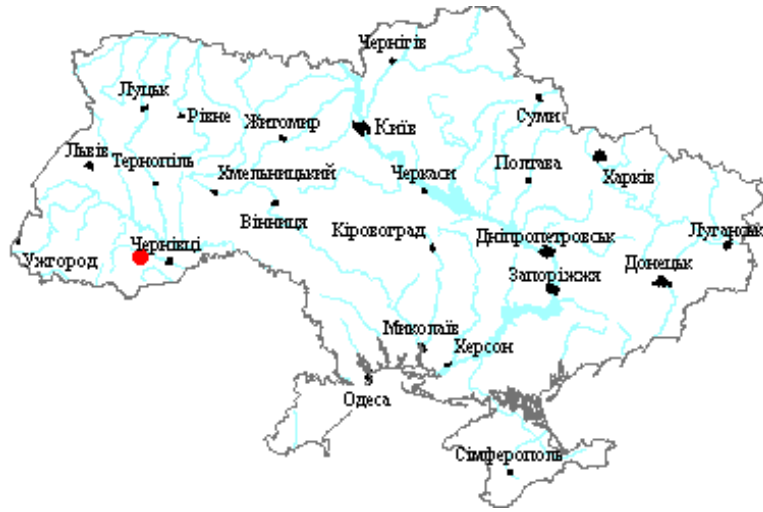 Чернігів
Луцьк
Рівне
Житомир
Київ
Суми
Львів
Тернопіль
Хмельницький
Черкаси
Полтава
Харків
Вінниця
Ужгород
Чернівці
Кіровоград
Дніпропетровськ
Луганськ
Запоріжжя
Донецьк
Миколаїв
Херсон
Одеса
Сімферополь